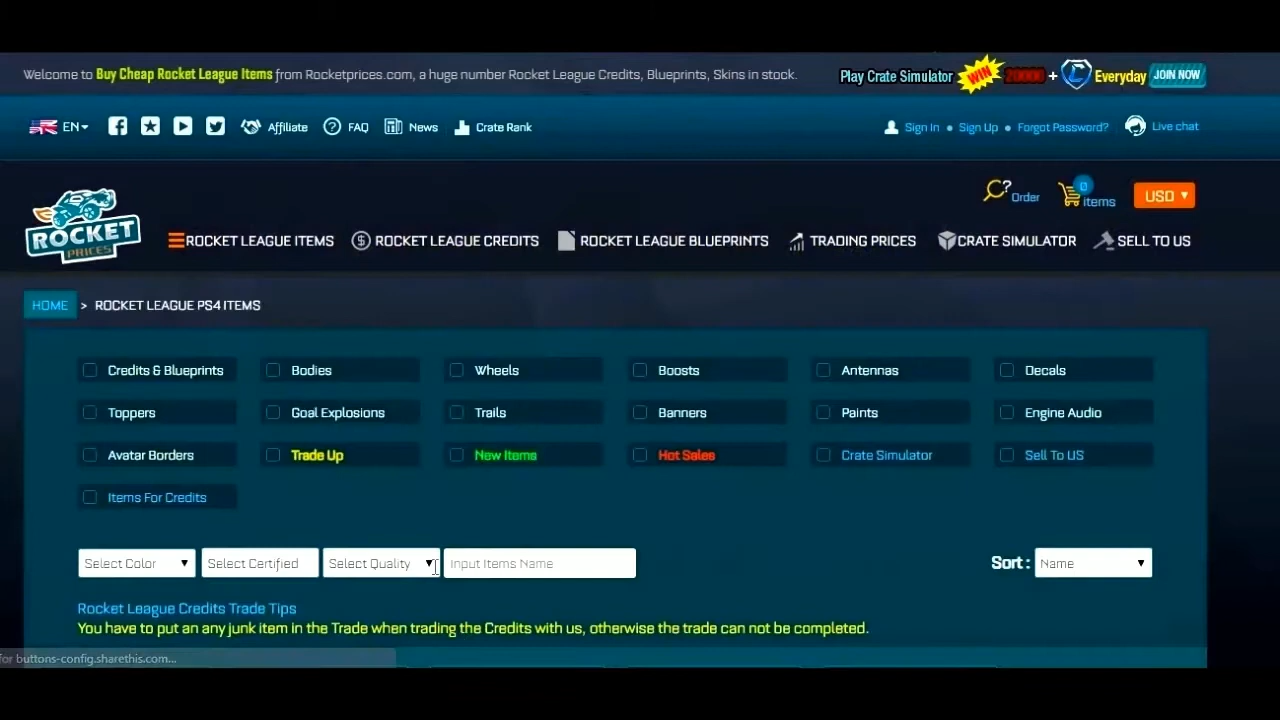 Welcome to Buy Cheap Rocket League Items from Rocketprices.com, a huge number Rocket League Credits, Blueprints, Skins in stock.
Play Crate Simulator WIN 20000 + Everyday JOIN NOW
EN Affiliate FAQ News Crate Rank
Sign In Sign Up Forgot Password? Live chat
Order 0 items USD
ROCKET PRICES
ROCKET LEAGUE ITEMS ROCKET LEAGUE CREDITS ROCKET LEAGUE BLUEPRINTS TRADING PRICES CRATE SIMULATOR SELL TO US
HOME > ROCKET LEAGUE PS4 ITEMS
Credits & Blueprints Bodies Wheels Boosts Antennas Decals
Toppers Goal Explosions Trails Banners Paints Engine Audio
Avatar Borders Trade Up New Items Hot Sales Crate Simulator Sell To US
Items For Credits
Select Color Select Certified Select Quality Input Items Name Sort : Name
Rocket League Credits Trade Tips
You have to put an any junk item in the Trade when trading the Credits with us, otherwise the trade can not be completed.
for buttons-config.sharethis.com...